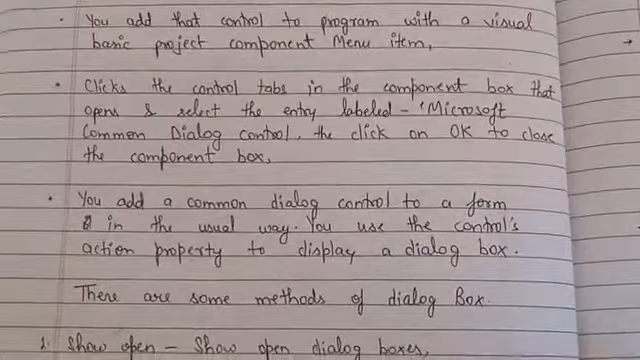 • You add that control to program with a visual
basic project component Menu item,
• Clicks the control tabs in the component box that
opens & select the entry labeled - 'Microsoft
Common Dialog control, the click on OK to close
the component box,
• You add a common dialog control to a form
& in the usual way. You use the control's
action property to display a dialog box.
There are some methods of dialog Box.
1. Show open - Show open dialog boxes,